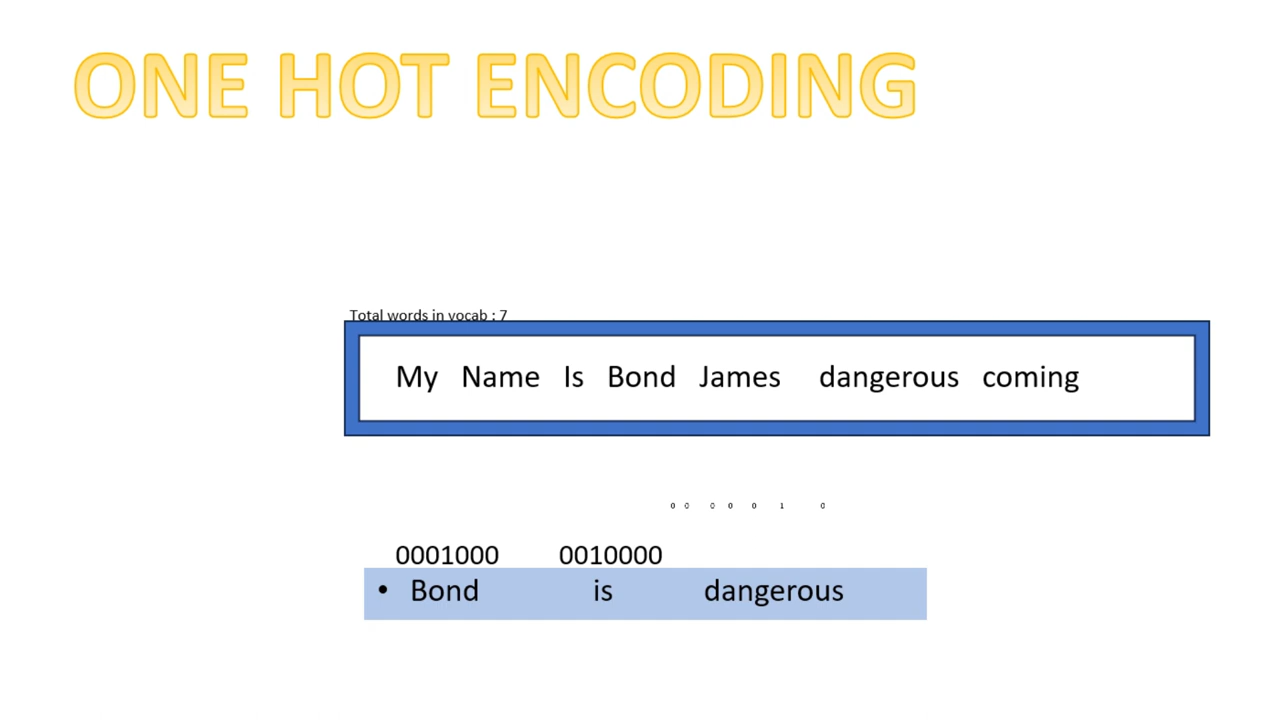 ONE HOT ENCODING
Total words in vocab : 7
My Name Is Bond James dangerous coming
0 0 0 0 0 1 0
0001000 0010000
• Bond is dangerous